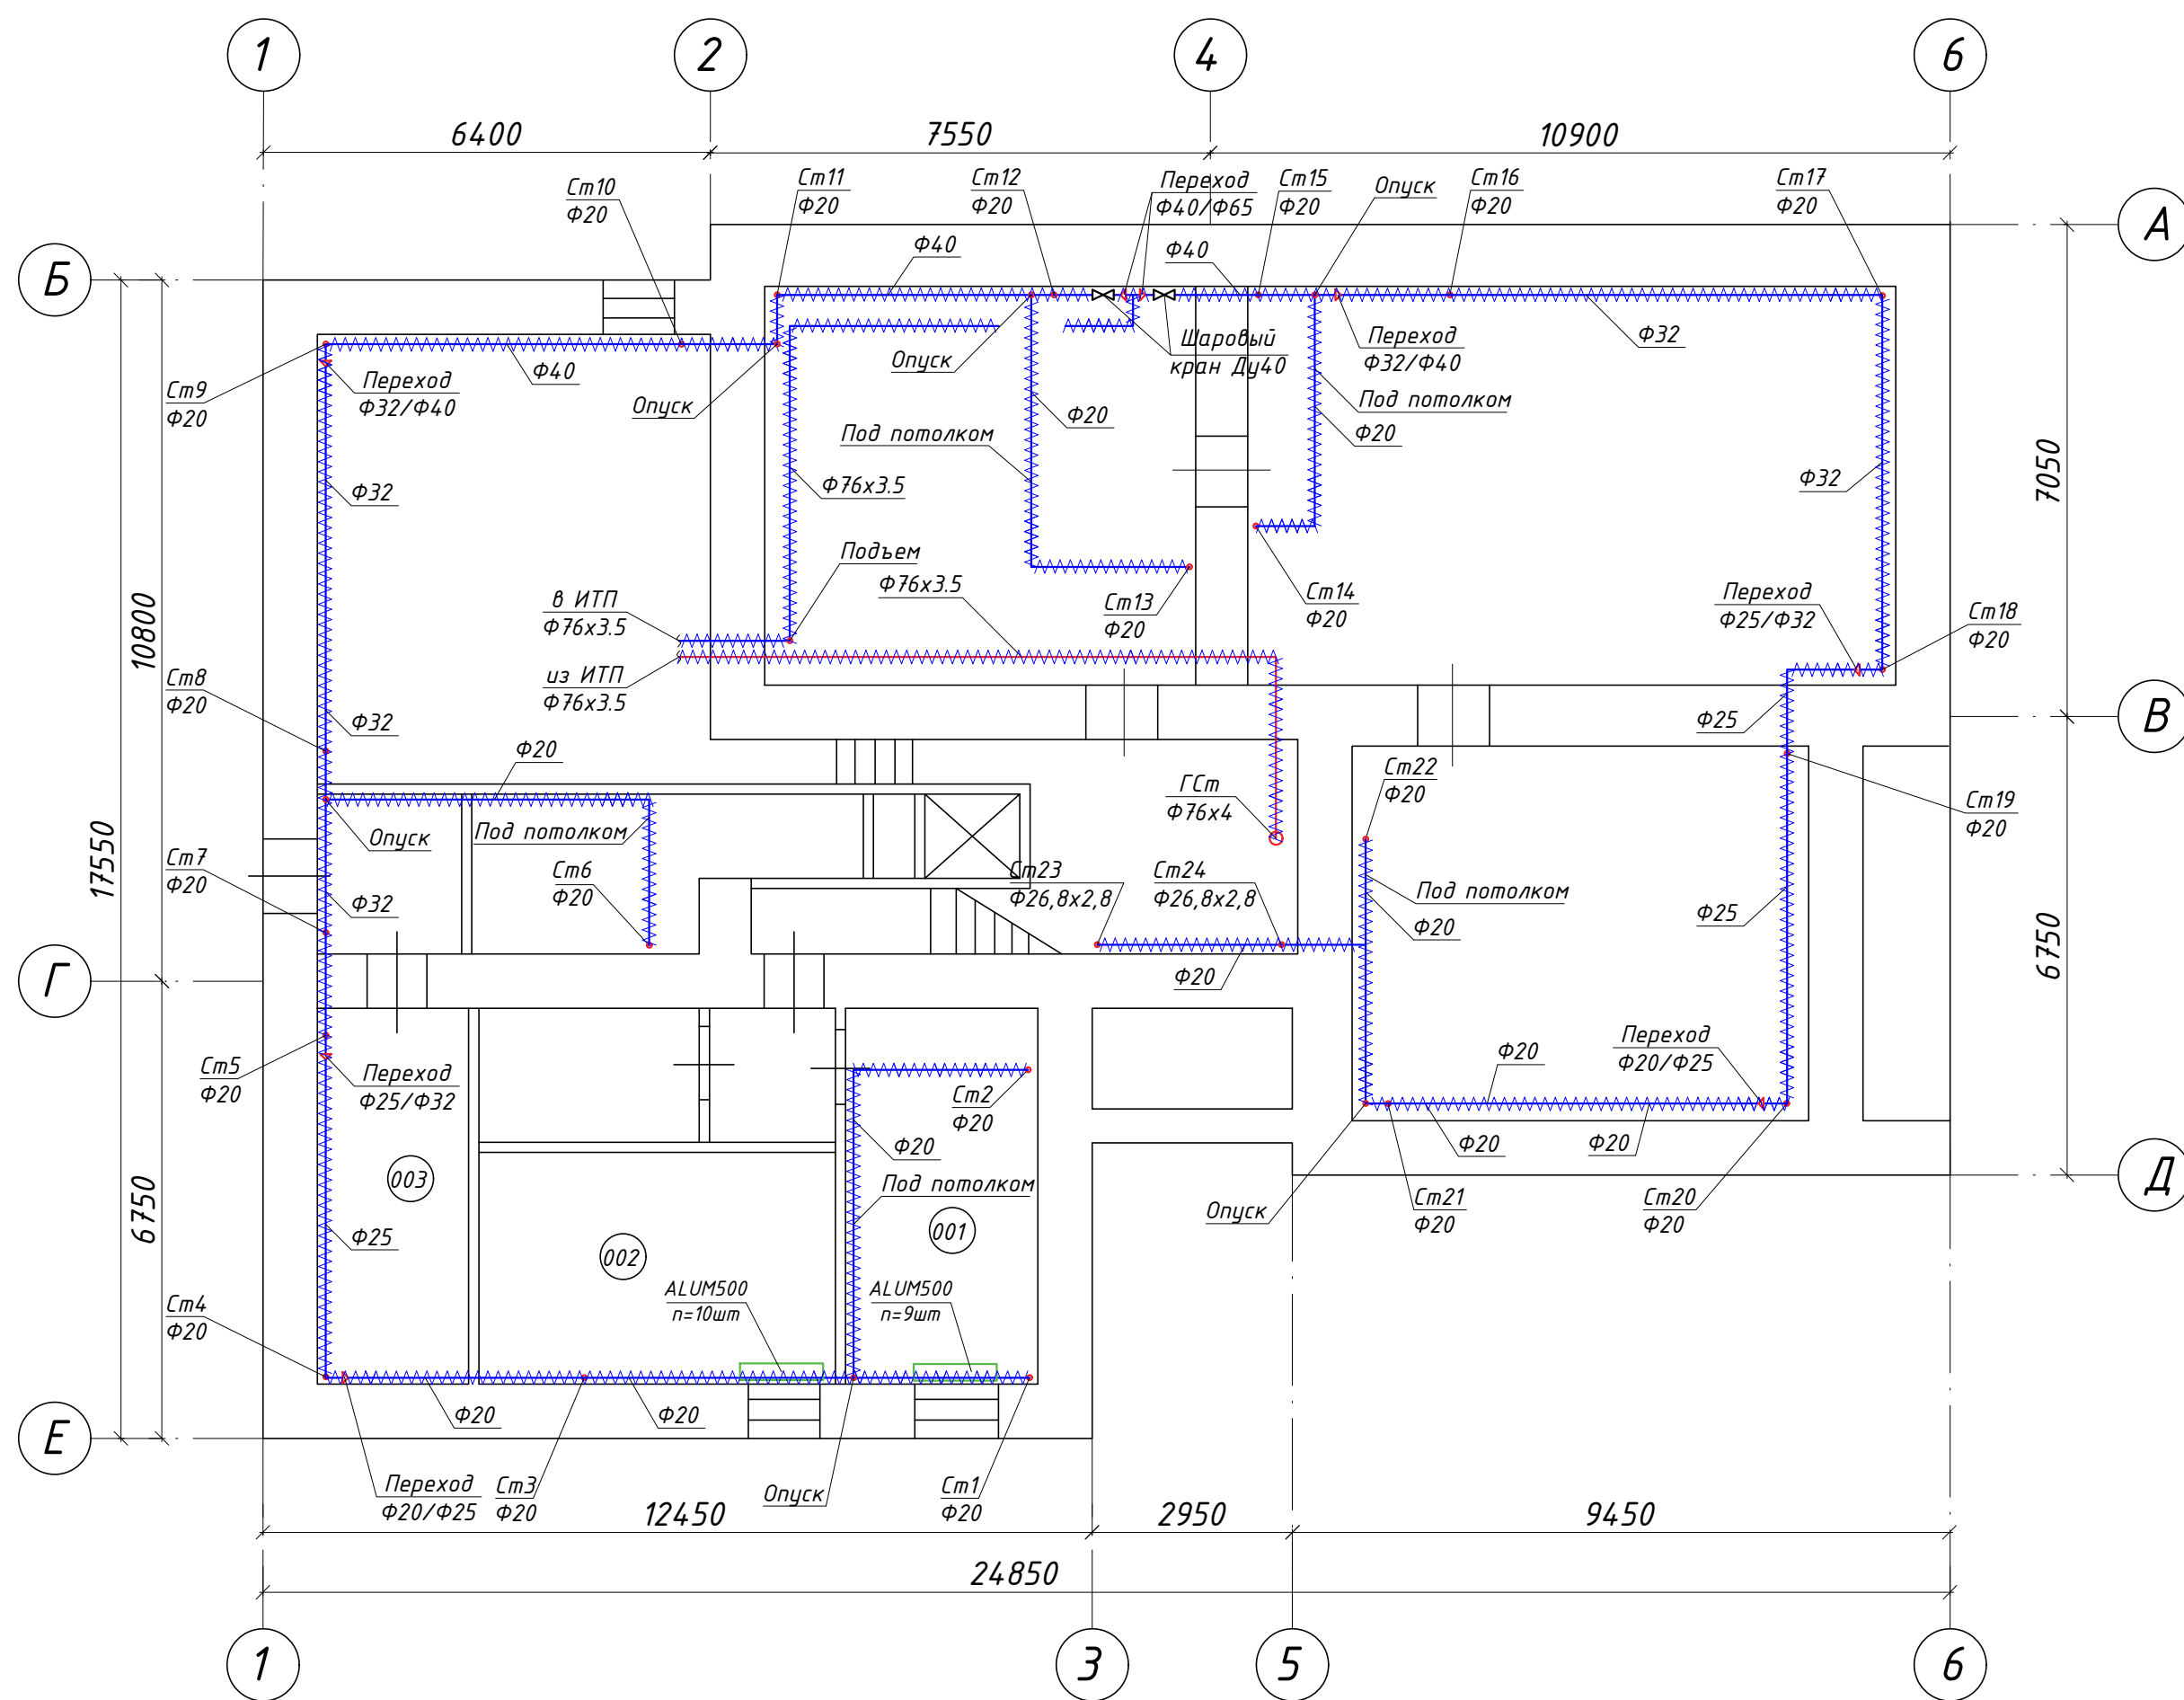 1
2
4
6
6400
7550
10900
Ст10
Ф20
Ст11
Ф20
Ст12
Ф20
Переход
Ф40/Ф65
Ст15
Ф20
Опуск
Ст16
Ф20
Ст17
Ф20
А
Б
Ф40
Ф40
Шаровый
кран Ду40
Переход
Ф32/Ф40
Ф32
Опуск
Ф40
Переход
Ф32/Ф40
Ст9
Ф20
Опуск
Под потолком
Ф20
Под потолком
Ф20
Ф32
Ф76х3.5
Ф32
7050
Подъем
Ф76х3.5
в ИТП
Ф76х3.5
из ИТП
Ф76х3.5
Ст13
Ф20
Ст14
Ф20
Переход
Ф25/Ф32
Ст18
Ф20
10800
Ст8
Ф20
Ф32
Ф20
Ф25
В
Ст22
Ф20
ГСт
Ф76х4
Ст19
Ф20
Опуск
Под потолком
17550
Ст7
Ф20
Ст6
Ф20
Ст23
Ф26,8х2,8
Ст24
Ф26,8х2,8
Под потолком
Ф20
Ф25
Ф32
6750
Г
Ф20
Ст5
Ф20
Переход
Ф25/Ф32
Ст2
Ф20
Ф20
Ф20
Переход
Ф20/Ф25
Ф20
Ф20
003
Под потолком
Д
6750
Опуск
Ст21
Ф20
Ст20
Ф20
Ф25
002
001
ALUM500
n=10шт
ALUM500
n=9шт
Ст4
Ф20
Е
Ф20
Ф20
Переход
Ф20/Ф25
Ст3
Ф20
Опуск
Ст1
Ф20
12450
2950
9450
24850
1
3
5
6